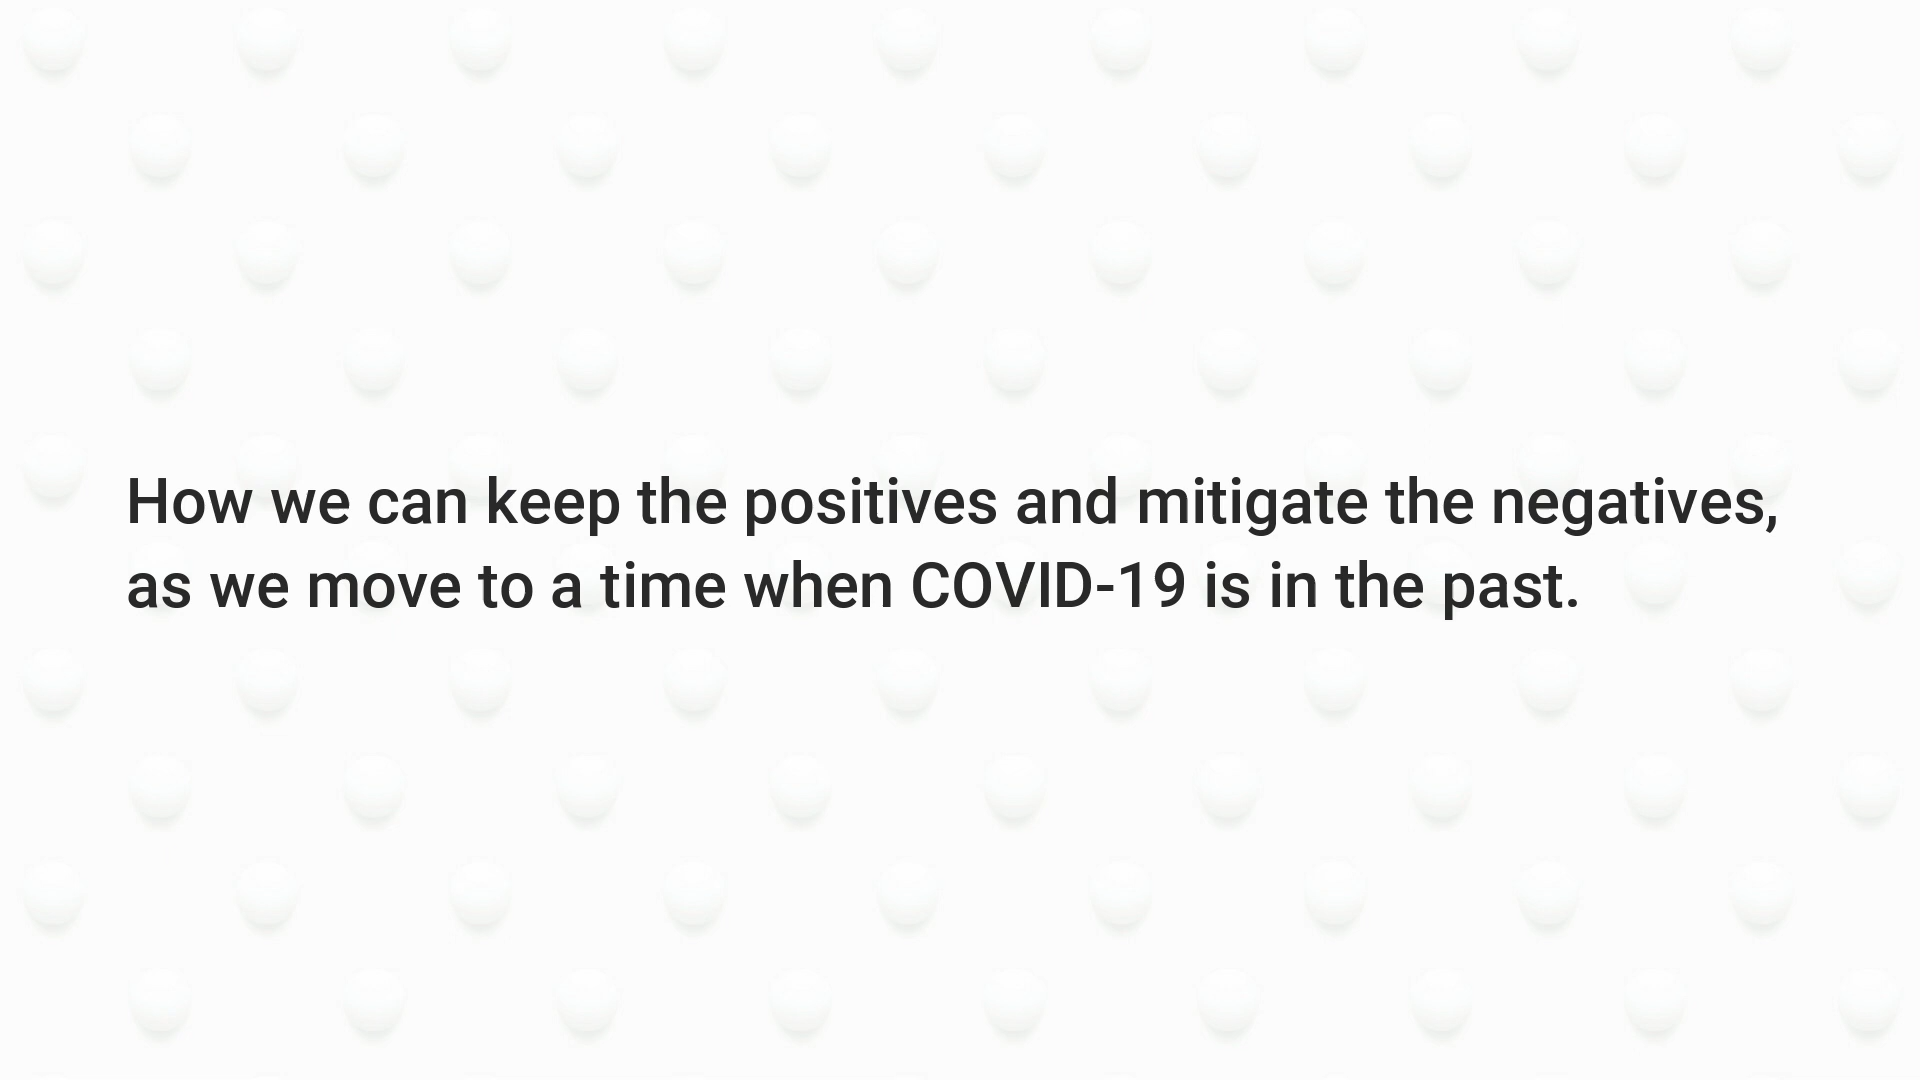 How we can keep the positives and mitigate the negatives,
as we move to a time when COVID-19 is in the past.